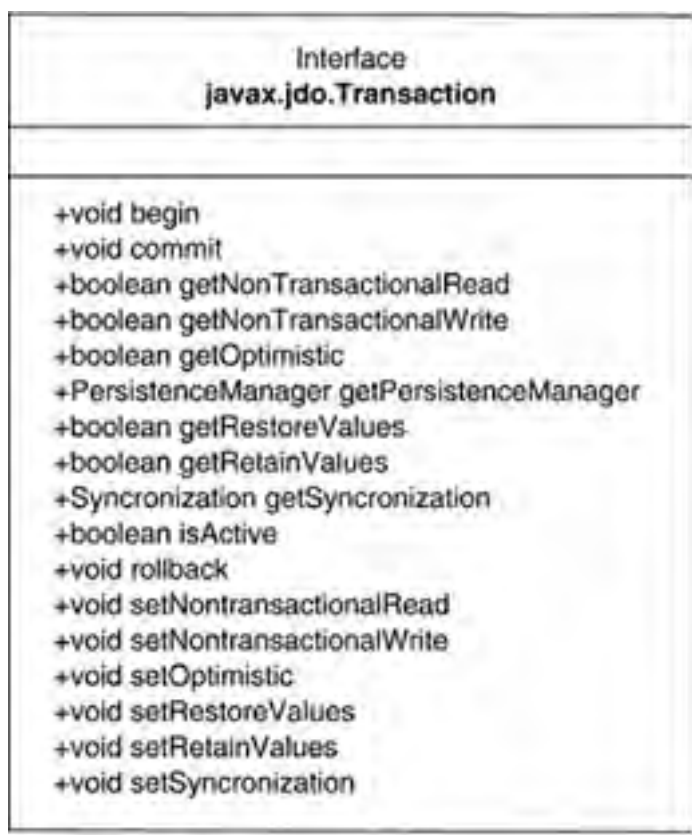 Interface
javax.jdo.Transaction
+void begin
+void commit
+boolean getNonTransactionalRead
+boolean getNonTransactionalWrite
+boolean getOptimistic
+PersistenceManager getPersistenceManager
+boolean getRestoreValues
+boolean getRetainValues
+Syncronization getSyncronization
+boolean isActive
+void rollback
+void setNontransactionalRead
+void setNontransactionalWrite
+void setOptimistic
+void setRestoreValues
+void setRetainValues
+void setSyncronization